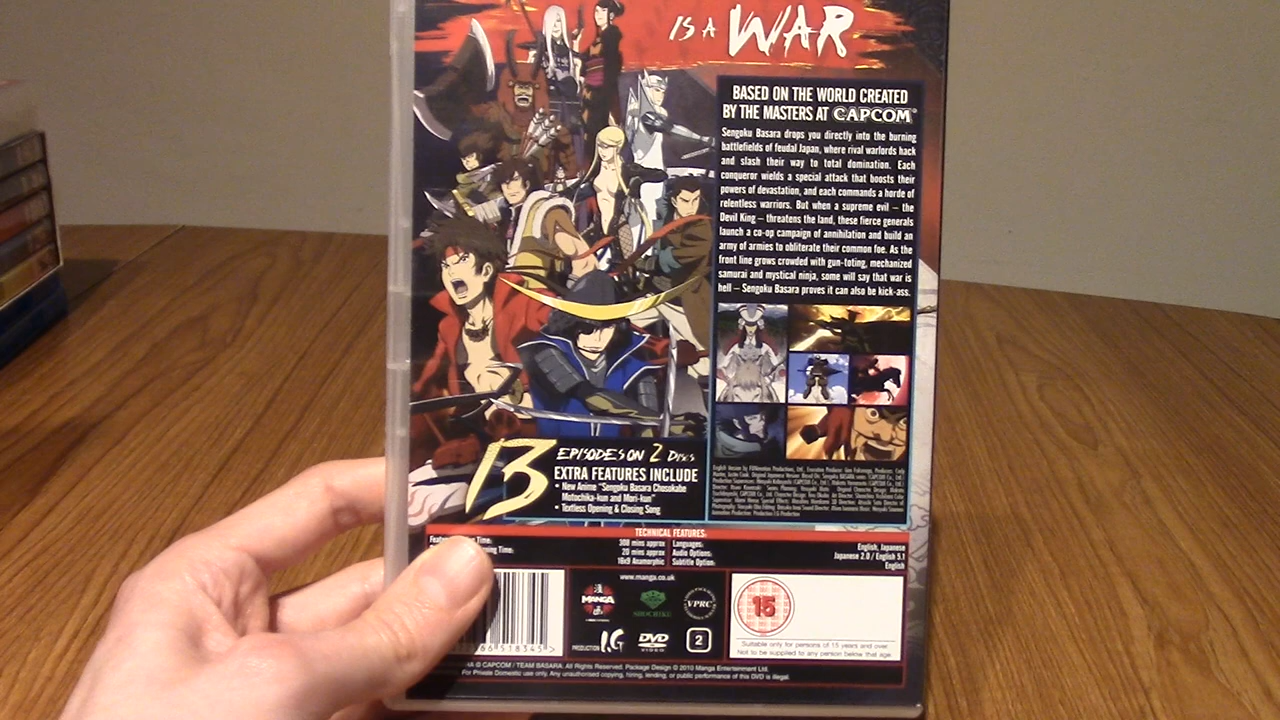 IS A WAR
BASED ON THE WORLD CREATED
BY THE MASTERS AT CAPCOM
Sengoku Basara drops you directly into the burning
battlefields of feudal Japan, where rival warlords hack
and slash their way to total domination. Each
conqueror wields a special attack that boosts their
powers of devastation, and each commands a horde of
relentless warriors. But when a supreme evil – the
Devil King – threatens the land, these fierce generals
launch a co-op campaign of annihilation and build an
army of armies to obliterate their common foe. As the
front line grows crowded with gun-toting, mechanized
samurai and mystical ninja, some will say that war is
hell – Sengoku Basara proves it can also be kick-ass.
13 EPISODES ON 2 Discs
EXTRA FEATURES INCLUDE
• New Anime "Sengoku Basara Chosokabe
Motochika-kun and Mori-kun"
• Textless Opening & Closing Song
TECHNICAL FEATURES:
Time:
308 mins approx
Languages:
English, Japanese
Time:
20 mins approx
Audio Options:
Japanese 2.0 / English 5.1
16x9 Anamorphic
Subtitle Option:
English
www.manga.co.uk
MANGA
SHOCHIKU
VPRC
PRODUCTION I.G
DVD
VIDEO
2
15
Suitable only for persons of 15 years and over.
Not to be supplied to any person below that age
66518345 >
CAPCOM / TEAM BASARA. All Rights Reserved. Package Design © 2010 Manga Entertainment Ltd.
For Private Domestic use only. Any unauthorised copying, hiring, lending, or public performance of this DVD is illegal.